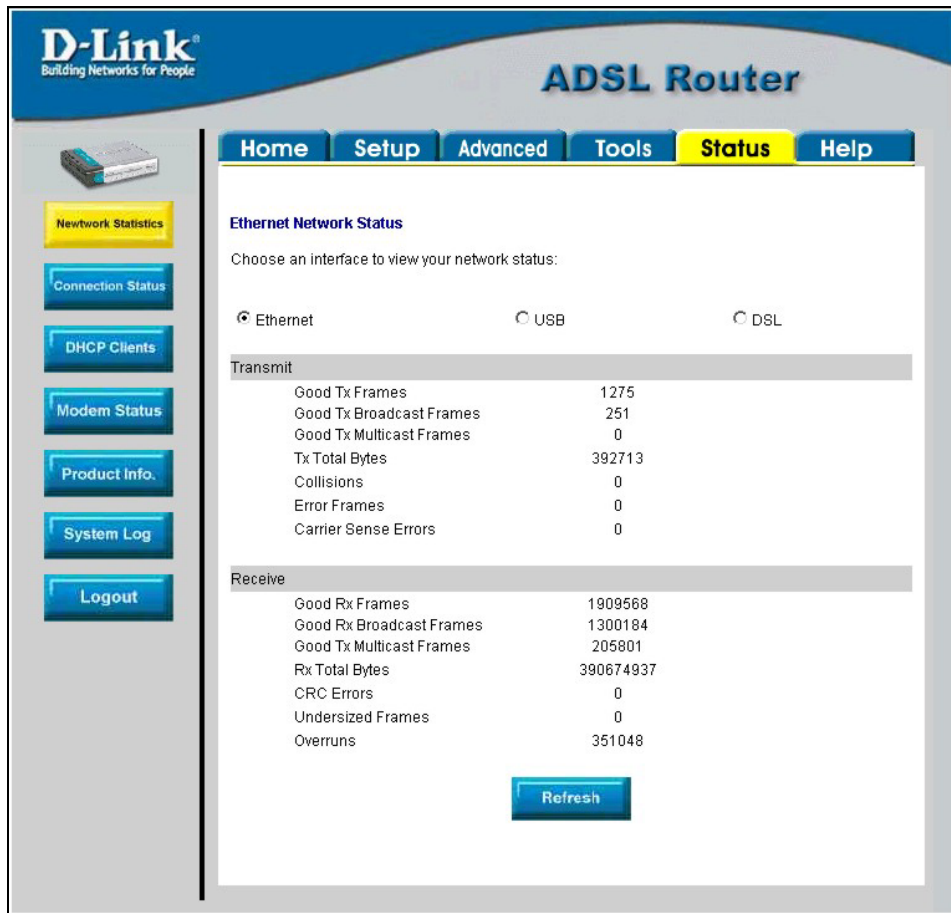 D-Link®
Building Networks for People
ADSL Router
Home Setup Advanced Tools Status Help
Newtwork Statistics
Connection Status
DHCP Clients
Modem Status
Product Info.
System Log
Logout
Ethernet Network Status
Choose an interface to view your network status:
Ethernet USB DSL
Transmit
Good Tx Frames 1275
Good Tx Broadcast Frames 251
Good Tx Multicast Frames 0
Tx Total Bytes 392713
Collisions 0
Error Frames 0
Carrier Sense Errors 0
Receive
Good Rx Frames 1909568
Good Rx Broadcast Frames 1300184
Good Tx Multicast Frames 205801
Rx Total Bytes 390674937
CRC Errors 0
Undersized Frames 0
Overruns 351048
Refresh